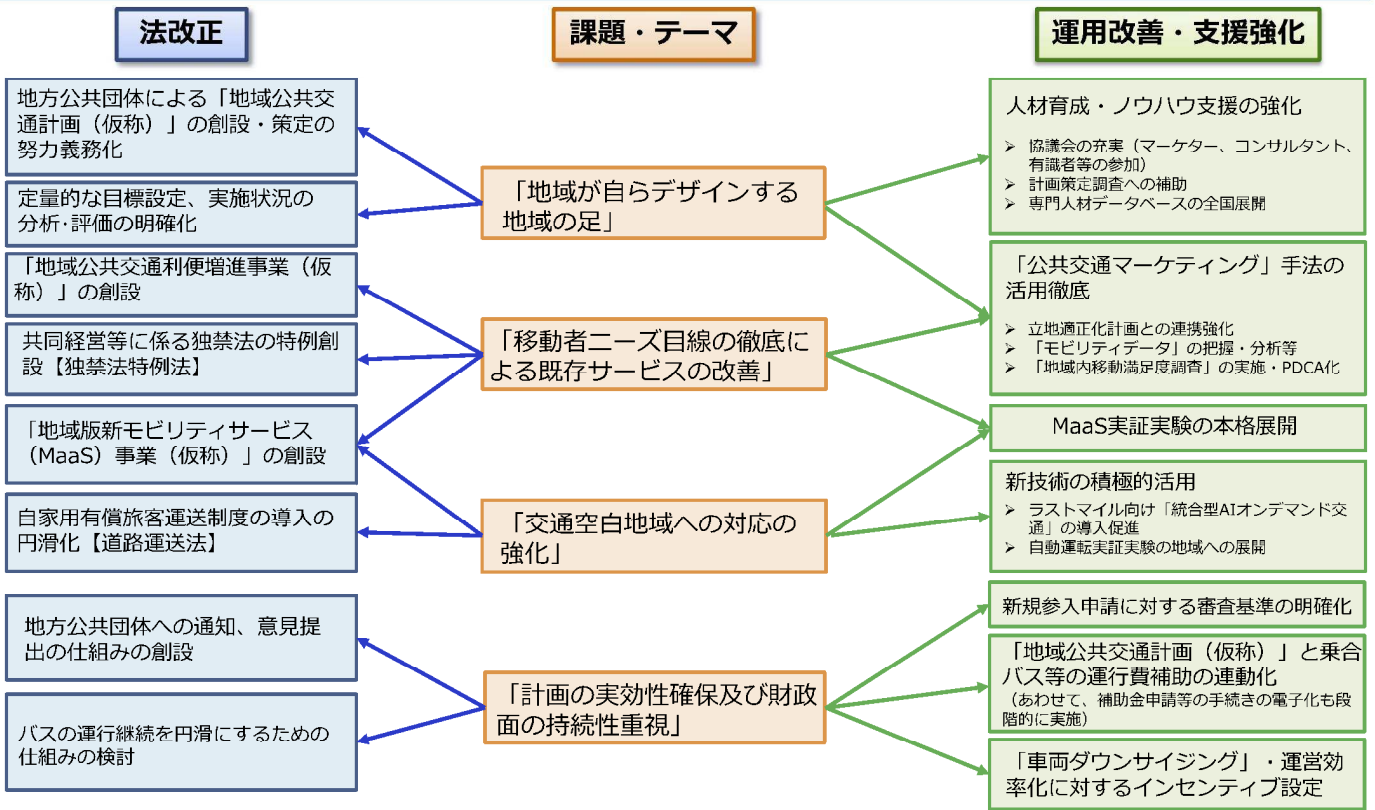 法改正
課題・テーマ
運用改善・支援強化
地方公共団体による「地域公共交
通計画（仮称）」の創設・策定の
努力義務化
定量的な目標設定、実施状況の
分析･評価の明確化
「地域公共交通利便増進事業（仮
称）」の創設
共同経営等に係る独禁法の特例創
設【独禁法特例法】
「地域版新モビリティサービス
（MaaS）事業（仮称）」の創設
自家用有償旅客運送制度の導入の
円滑化【道路運送法】
地方公共団体への通知、意見提
出の仕組みの創設
バスの運行継続を円滑にするための
仕組みの検討
「地域が自らデザインする
地域の足」
「移動者ニーズ目線の徹底に
よる既存サービスの改善」
「交通空白地域への対応の
強化」
「計画の実効性確保及び財政
面の持続性重視」
人材育成・ノウハウ支援の強化
➢ 協議会の充実（マーケター、コンサルタント、
有識者等の参加）
➢ 計画策定調査への補助
➢ 専門人材データベースの全国展開
「公共交通マーケティング」手法の
活用徹底
➢ 立地適正化計画との連携強化
➢ 「モビリティデータ」の把握・分析等
➢ 「地域内移動満足度調査」の実施・PDCA化
MaaS実証実験の本格展開
新技術の積極的活用
➢ ラストマイル向け「統合型AIオンデマンド交
通」の導入促進
➢ 自動運転実証実験の地域への展開
新規参入申請に対する審査基準の明確化
「地域公共交通計画（仮称）」と乗合
バス等の運行費補助の連動化
（あわせて、補助金申請等の手続きの電子化も段
階的に実施）
「車両ダウンサイジング」・運営効
率化に対するインセンティブ設定